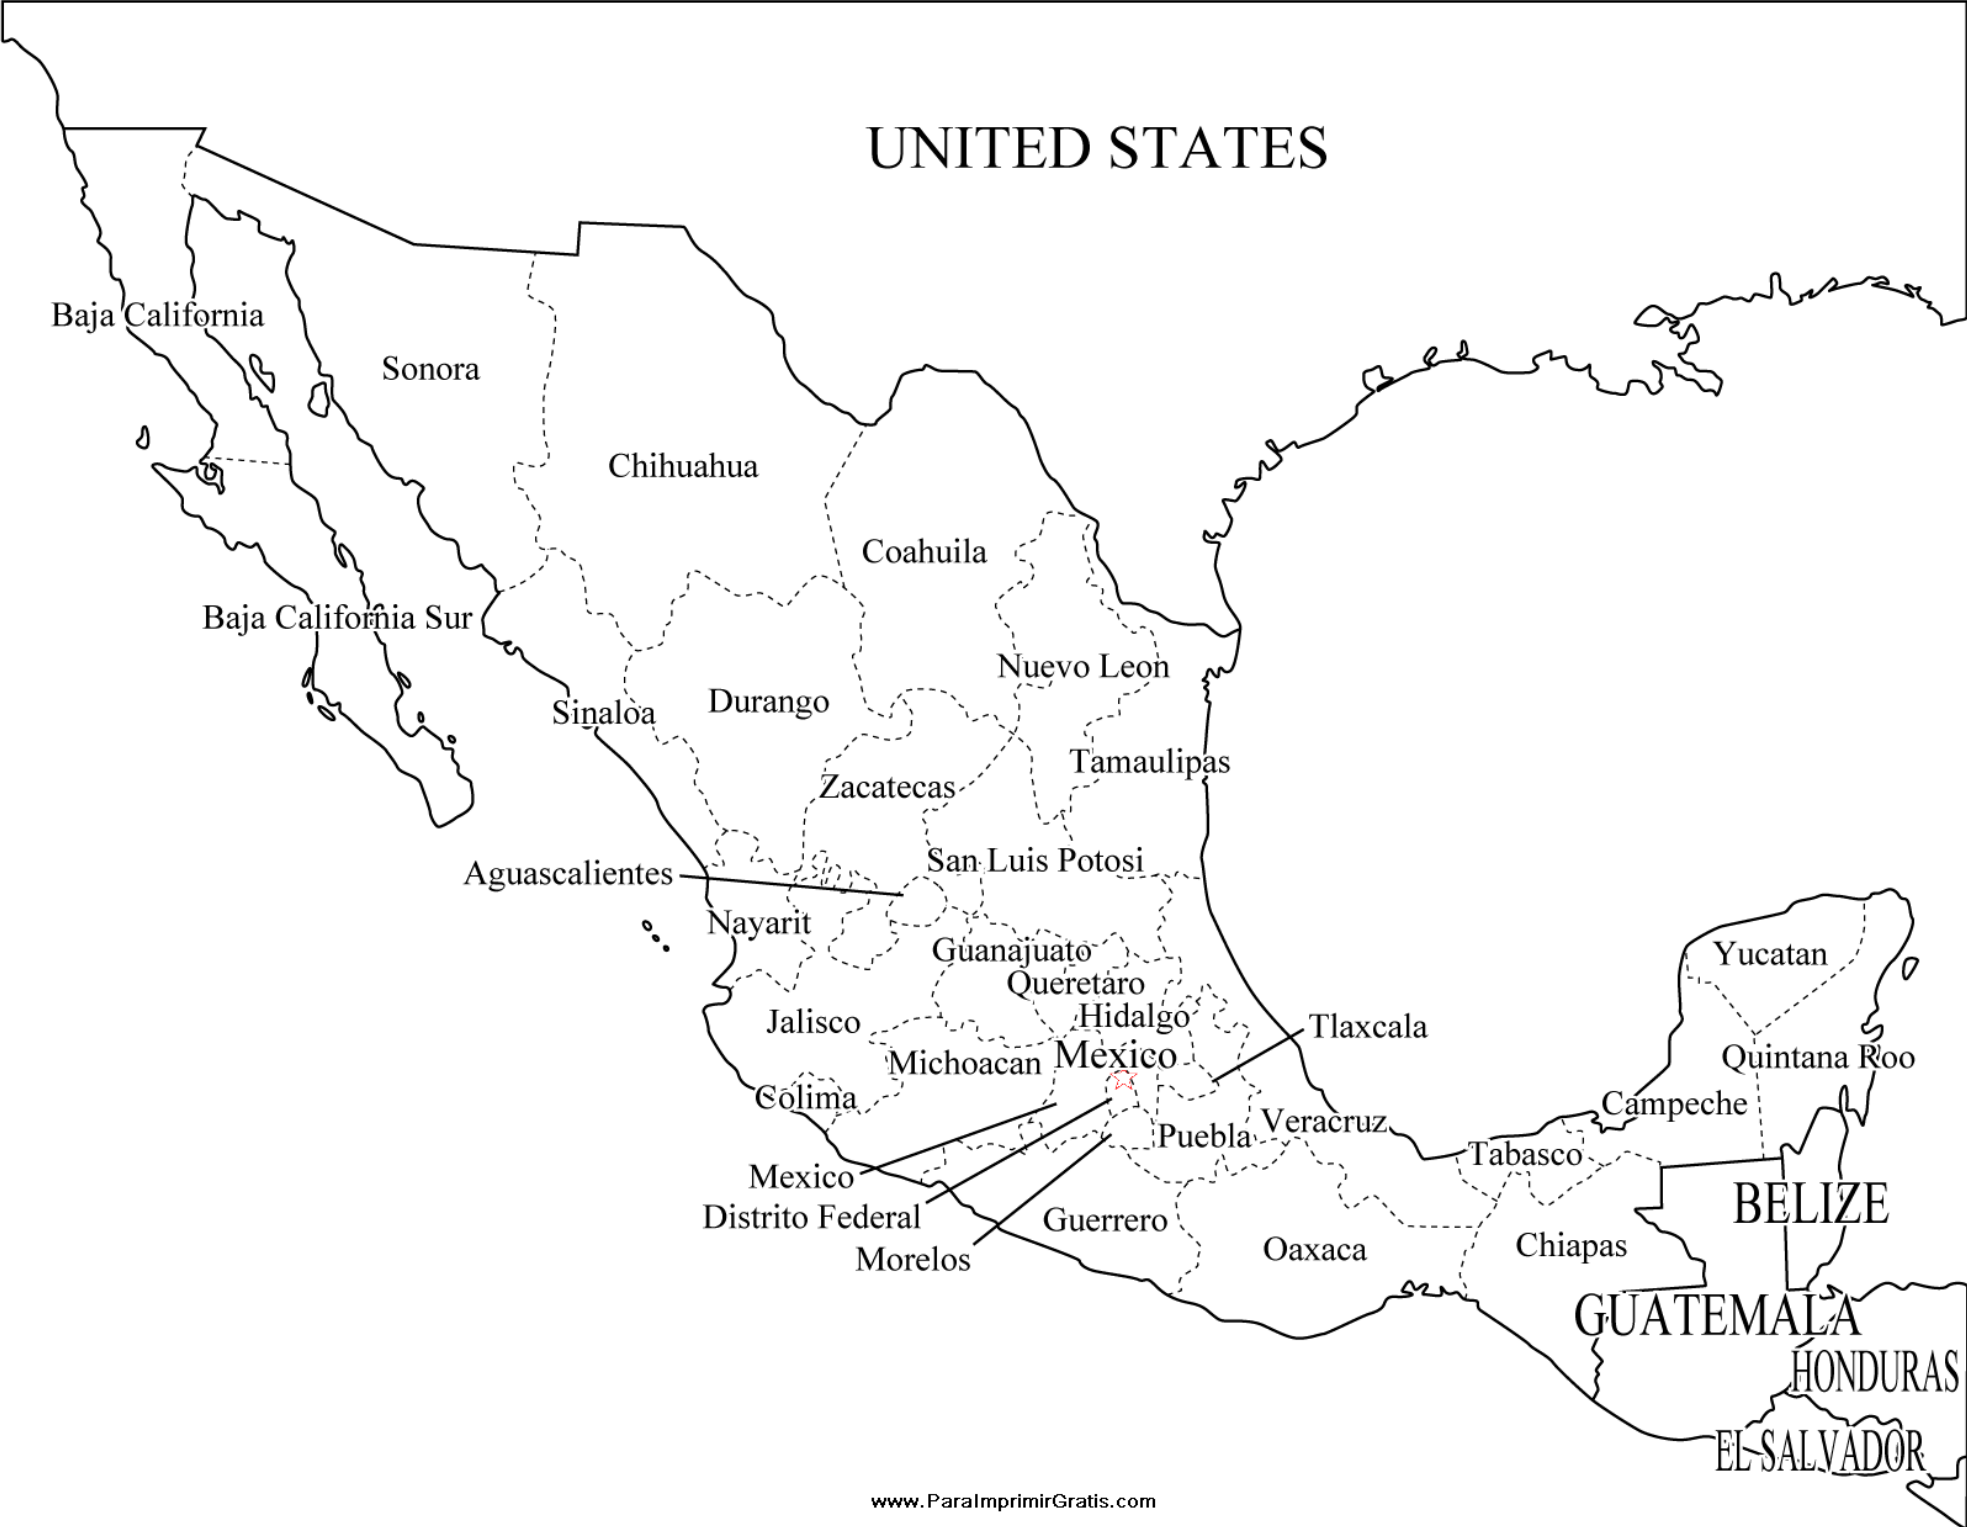 UNITED STATES
Baja California
Sonora
Chihuahua
Coahuila
Baja California Sur
Nuevo Leon
Durango
Sinaloa
Tamaulipas
Zacatecas
San Luis Potosi
Aguascalientes
Nayarit
Guanajuato
Yucatan
Queretaro
Hidalgo
Jalisco
Tlaxcala
Mexico
Michoacan
Quintana Roo
Colima
Campeche
Veracruz
Puebla
Tabasco
Mexico
BELIZE
Distrito Federal
Guerrero
Chiapas
Oaxaca
Morelos
GUATEMALA
HONDURAS
EL SALVADOR
www.ParaImprimirGratis.com